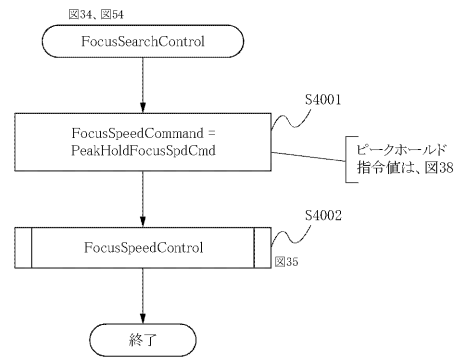 図34、図54
FocusSearchControl
S4001
FocusSpeedCommand =
PeakHoldFocusSpdCmd
ピークホールド
指令値は、図38
S4002
FocusSpeedControl
図35
終了